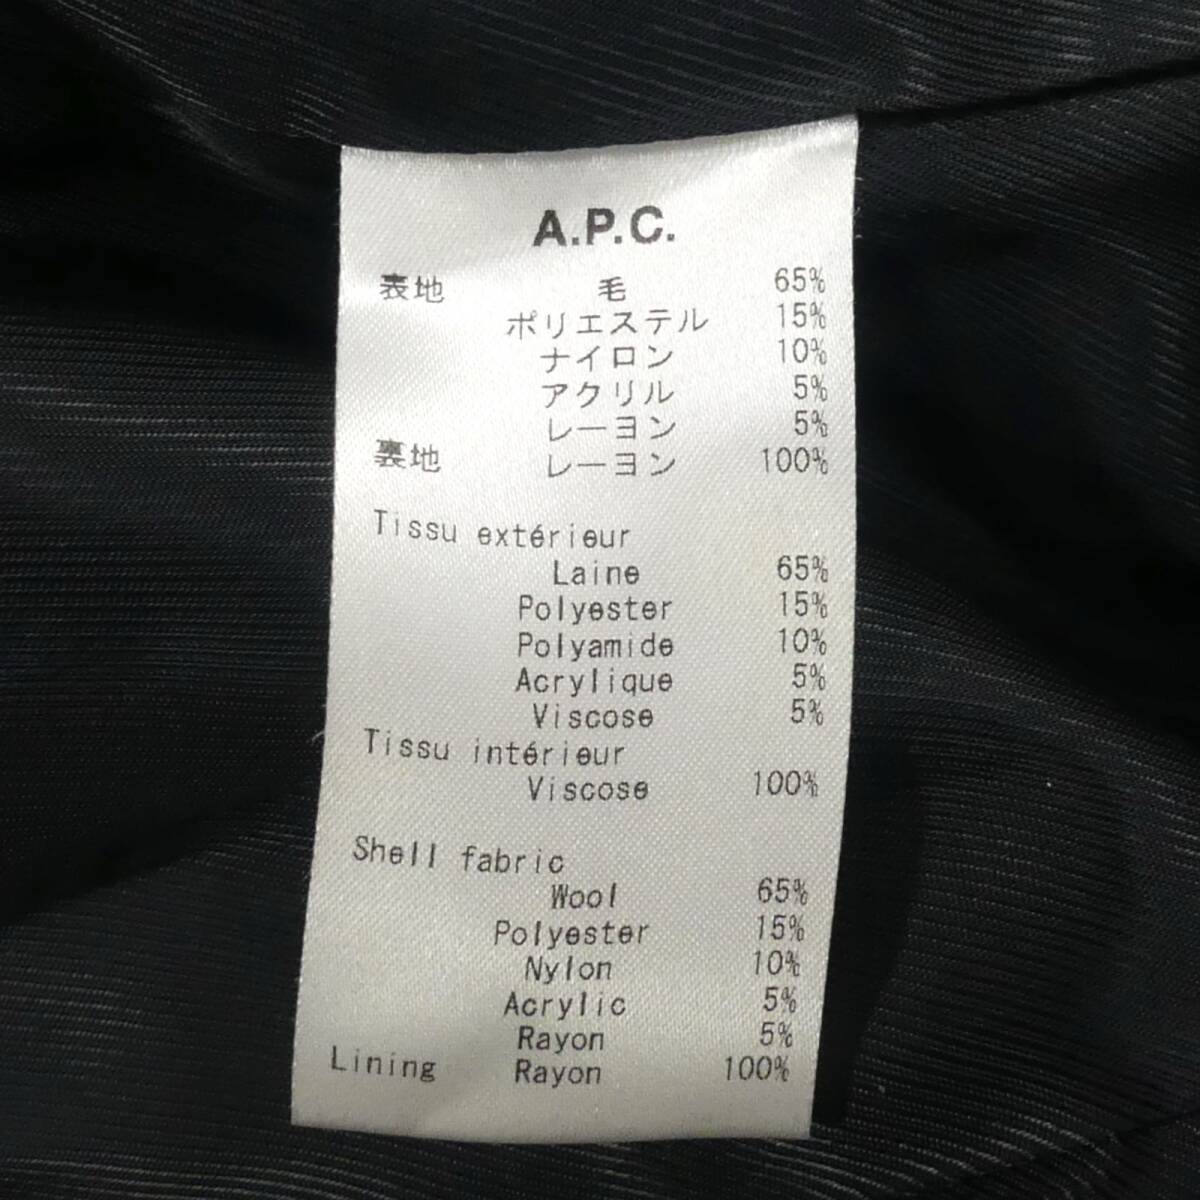 A.P.C.
表地 毛 65%
ポリエステル 15%
ナイロン 10%
アクリル 5%
レーヨン 5%
裏地 レーヨン 100%
Tissu extérieur
Laine 65%
Polyester 15%
Polyamide 10%
Acrylique 5%
Viscose 5%
Tissu intérieur
Viscose 100%
Shell fabric
Wool 65%
Polyester 15%
Nylon 10%
Acrylic 5%
Rayon 5%
Lining Rayon 100%